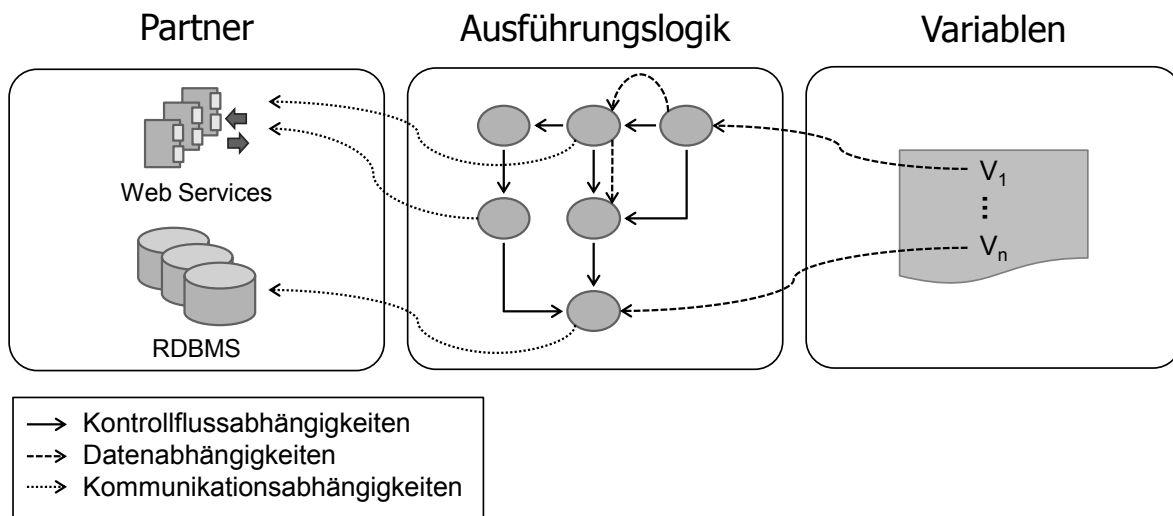 Partner
Ausführungslogik
Variablen
Web Services
RDBMS
V1
⋮
Vn
Kontrollflussabhängigkeiten
Datenabhängigkeiten
Kommunikationsabhängigkeiten